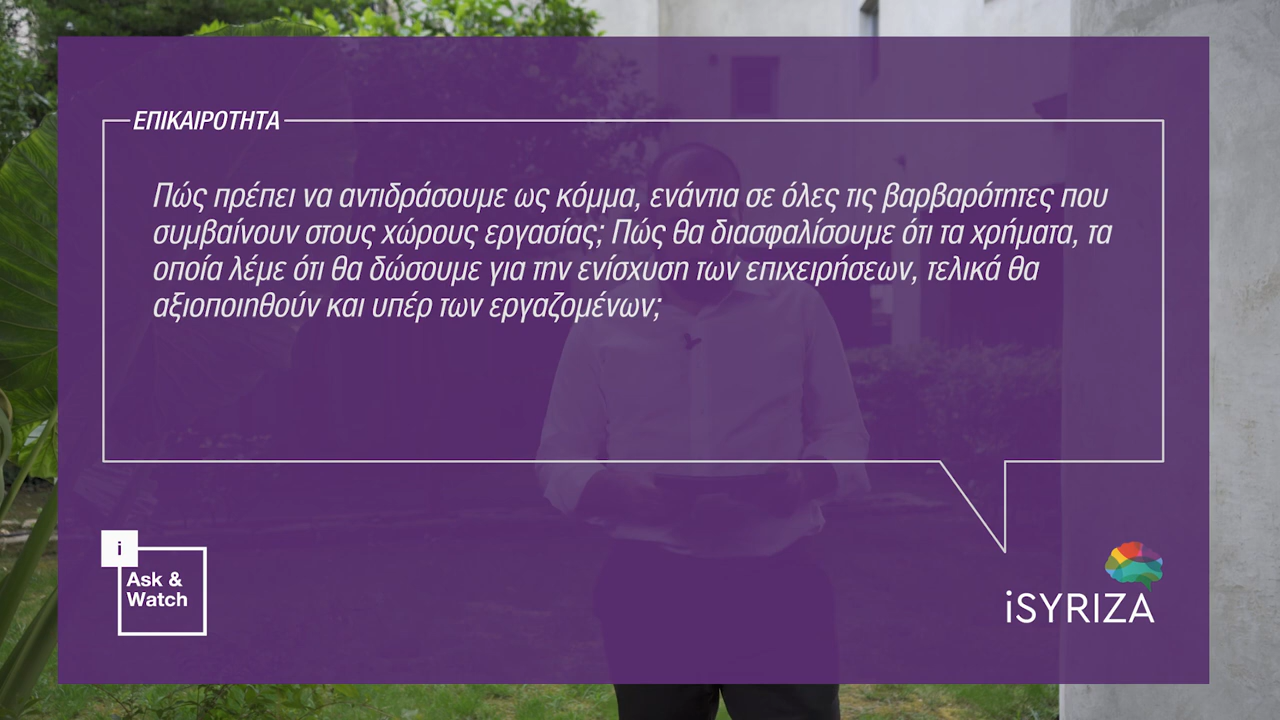 ΕΠΙΚΑΙΡΟΤΗΤΑ
Πώς πρέπει να αντιδράσουμε ως κόμμα, ενάντια σε όλες τις βαρβαρότητες που
συμβαίνουν στους χώρους εργασίας; Πώς θα διασφαλίσουμε ότι τα χρήματα, τα
οποία λέμε ότι θα δώσουμε για την ενίσχυση των επιχειρήσεων, τελικά θα
αξιοποιηθούν και υπέρ των εργαζομένων;
i
Ask &
Watch
iSYRIZA